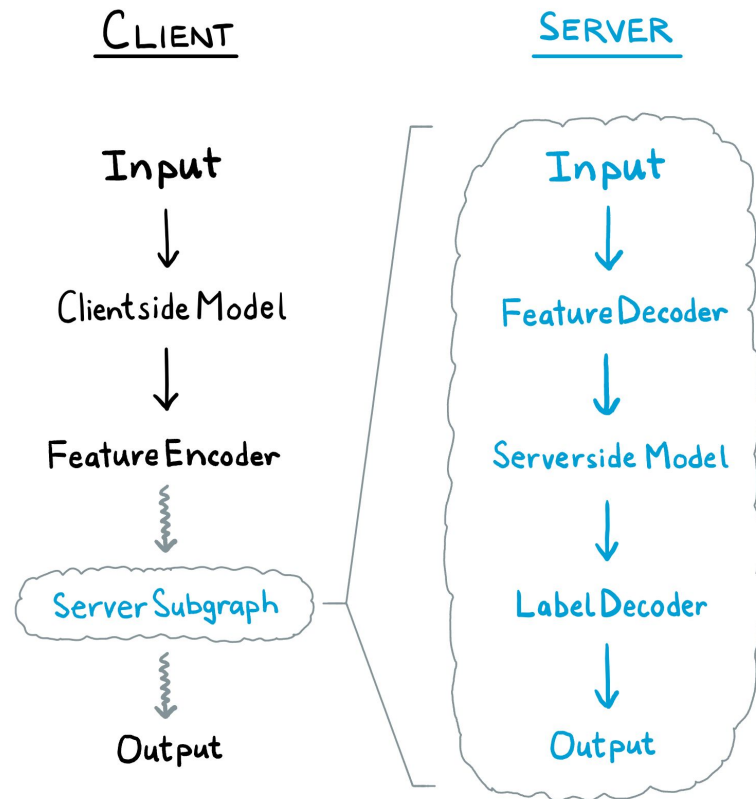 CLIENT
Input
Clientside Model
Feature Encoder
Server Subgraph
Output
SERVER
Input
Feature Decoder
Serverside Model
Label Decoder
Output